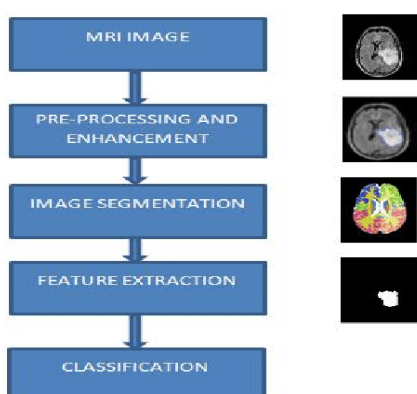 MRI IMAGE
PRE-PROCESSING AND
ENHANCEMENT
IMAGE SEGMENTATION
FEATURE EXTRACTION
CLASSIFICATION